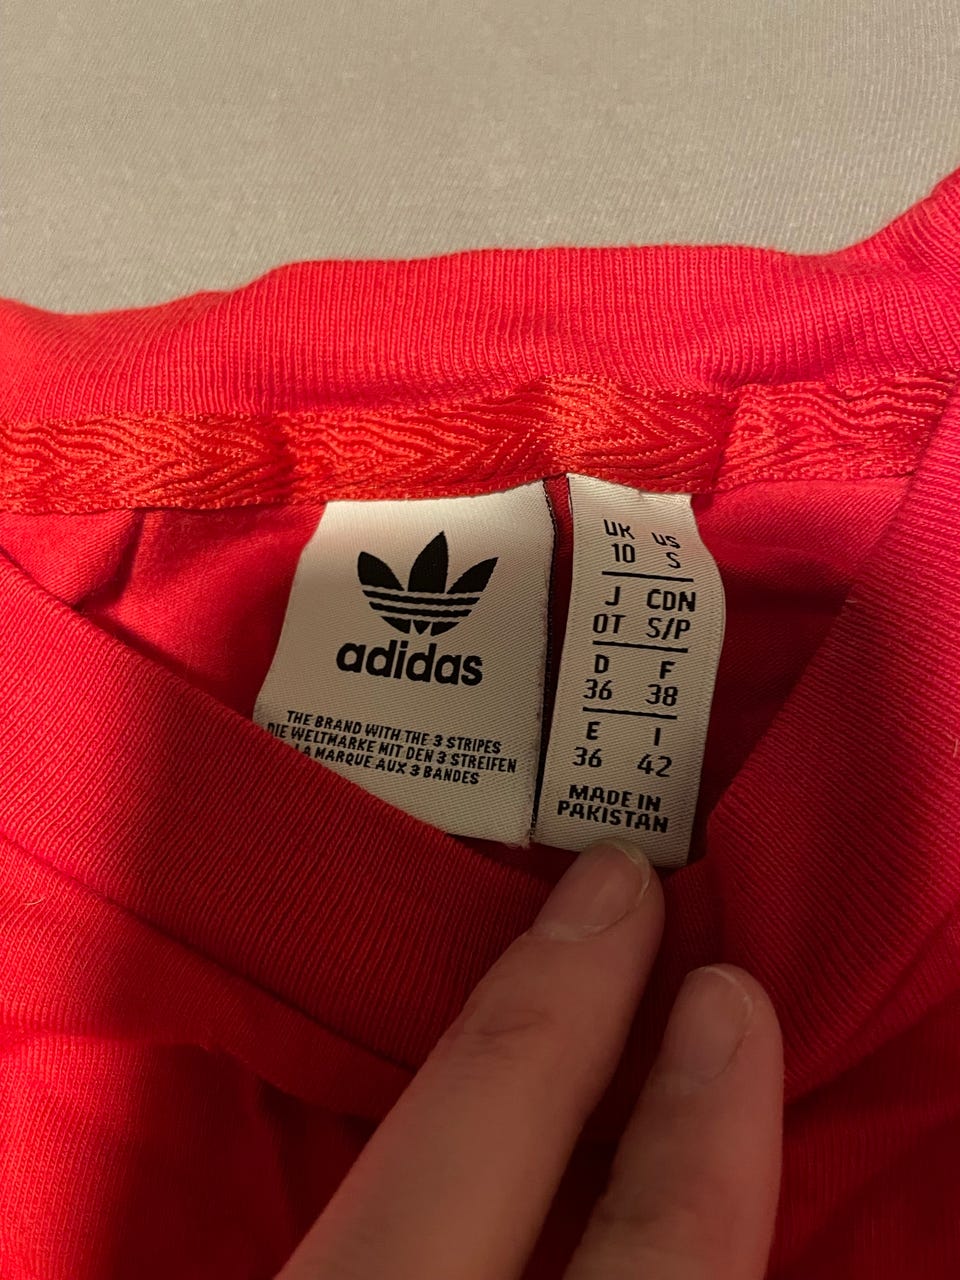 adidas
THE BRAND WITH THE 3 STRIPES
DIE WELTMARKE MIT DEN 3 STREIFEN
LA MARQUE AUX 3 BANDES
UK US
10 S
J CDN
OT S/P
D F
36 38
E I
36 42
MADE IN
PAKISTAN